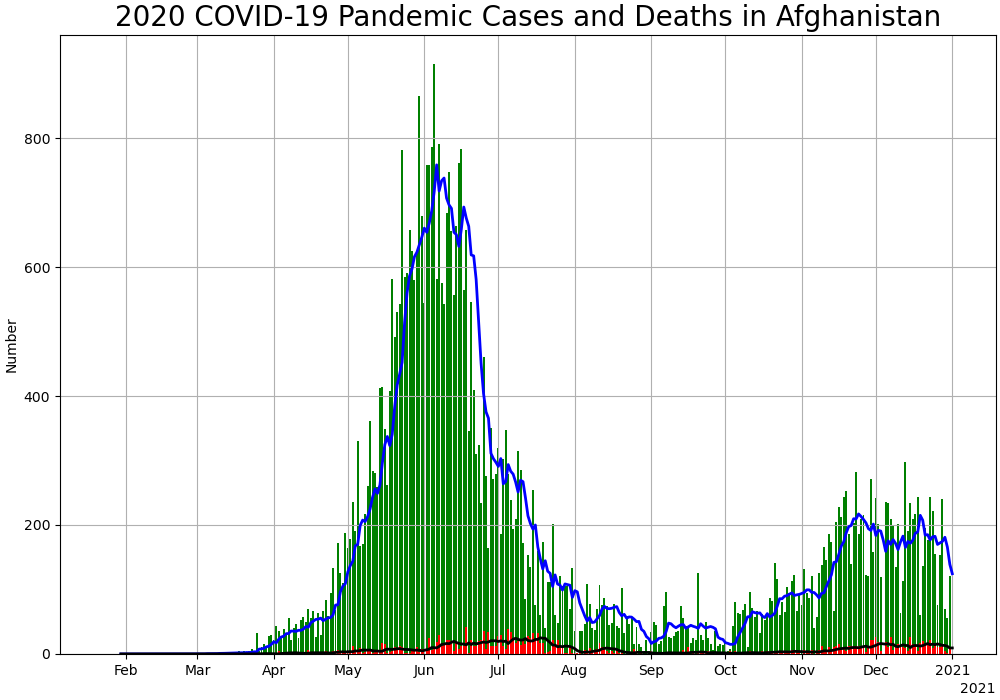 2020 COVID-19 Pandemic Cases and Deaths in Afghanistan
800
600
400
200
0
Number
Feb Mar Apr May Jun Jul Aug Sep Oct Nov Dec 2021
2021